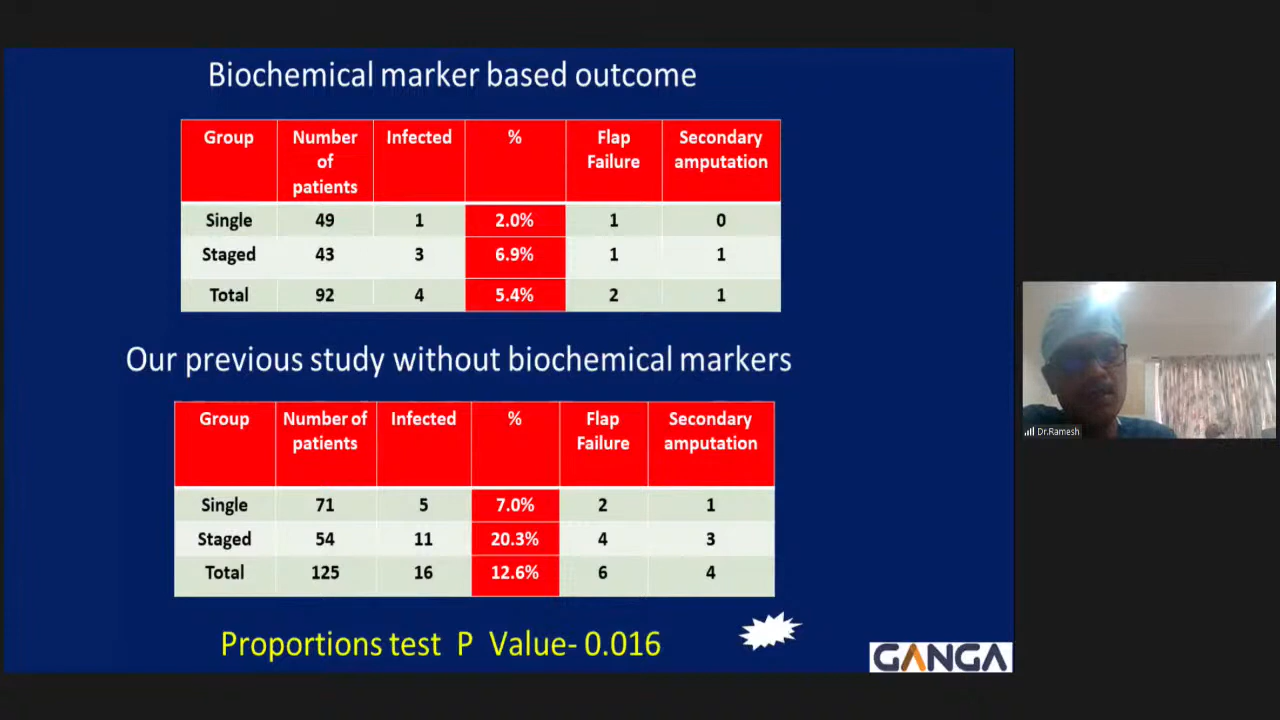 Biochemical marker based outcome
Group Number of patients Infected % Flap Failure Secondary amputation
Single 49 1 2.0% 1 0
Staged 43 3 6.9% 1 1
Total 92 4 5.4% 2 1
Our previous study without biochemical markers
Group Number of patients Infected % Flap Failure Secondary amputation
Single 71 5 7.0% 2 1
Staged 54 11 20.3% 4 3
Total 125 16 12.6% 6 4
Proportions test P Value- 0.016
GANGA
Dr.Ramesh